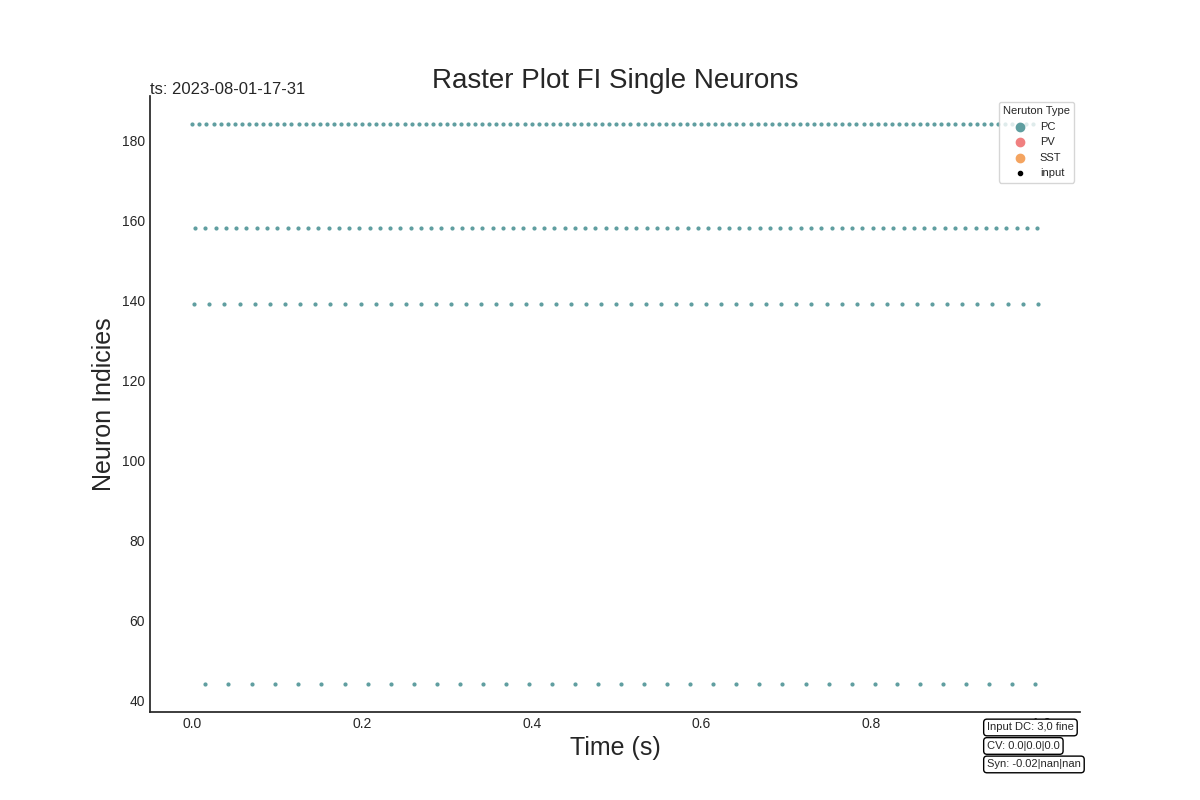 Raster Plot FI Single Neurons
ts: 2023-08-01-17-31
Neruton Type
PC
PV
SST
input
180
160
140
120
100
80
60
40
Neuron Indicies
0.0 0.2 0.4 0.6 0.8
Time (s)
Input DC: 3,0 fine
CV: 0.0|0.0|0.0
Syn: -0.02|nan|nan